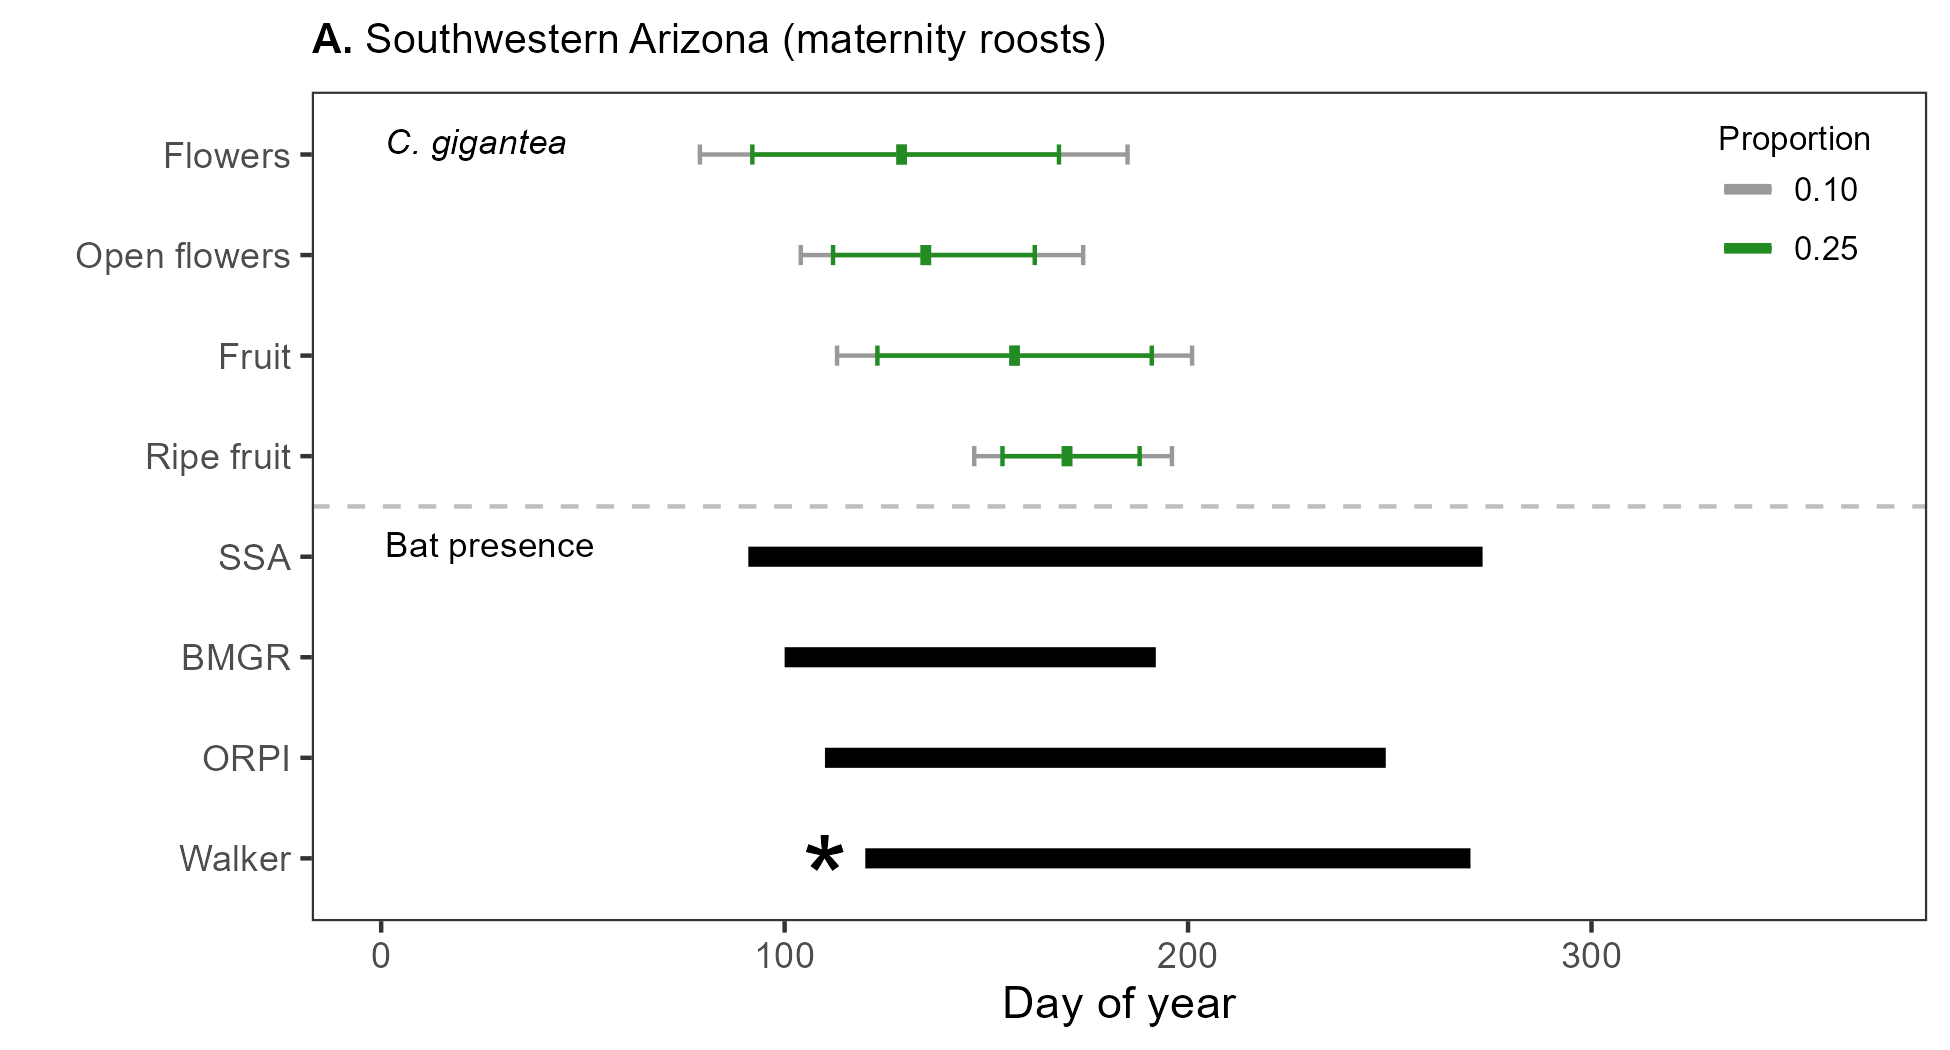 A. Southwestern Arizona (maternity roosts)
Flowers
C. gigantea
Proportion
0.10
0.25
Open flowers
Fruit
Ripe fruit
Bat presence
SSA
BMGR
ORPI
Walker
*
0 100 200 300
Day of year